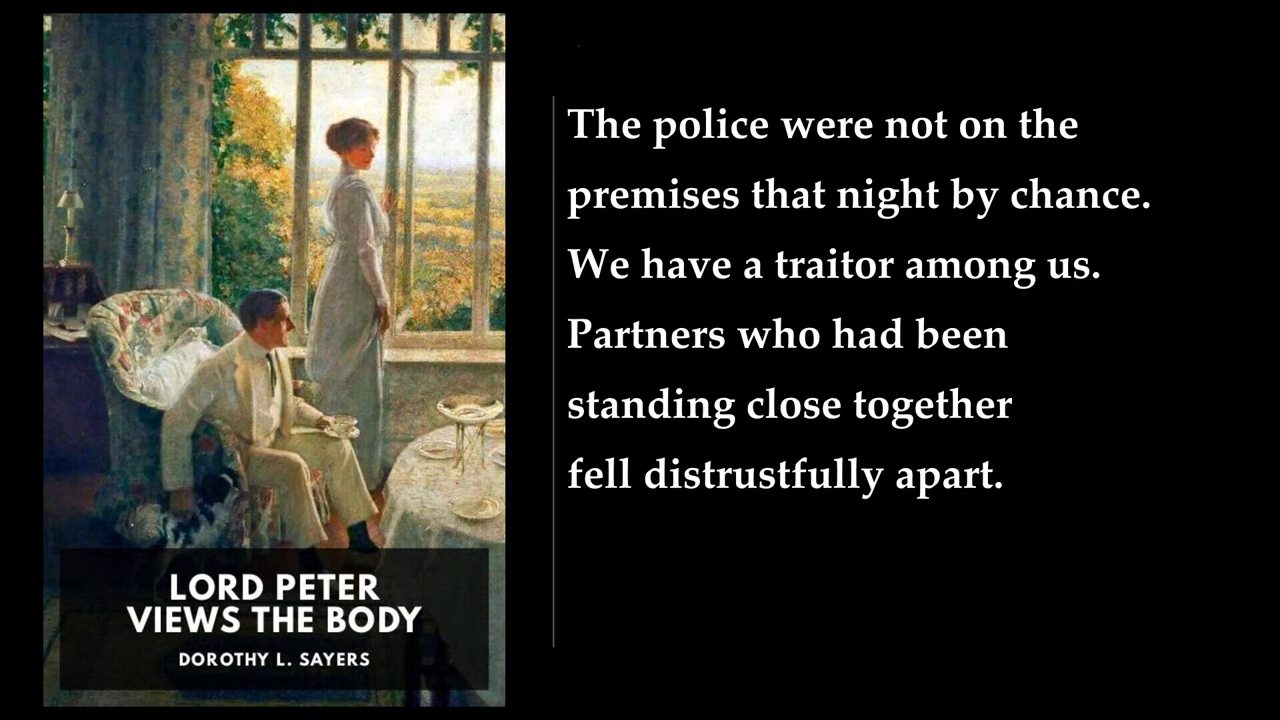 LORD PETER
VIEWS THE BODY
DOROTHY L. SAYERS
The police were not on the
premises that night by chance.
We have a traitor among us.
Partners who had been
standing close together
fell distrustfully apart.